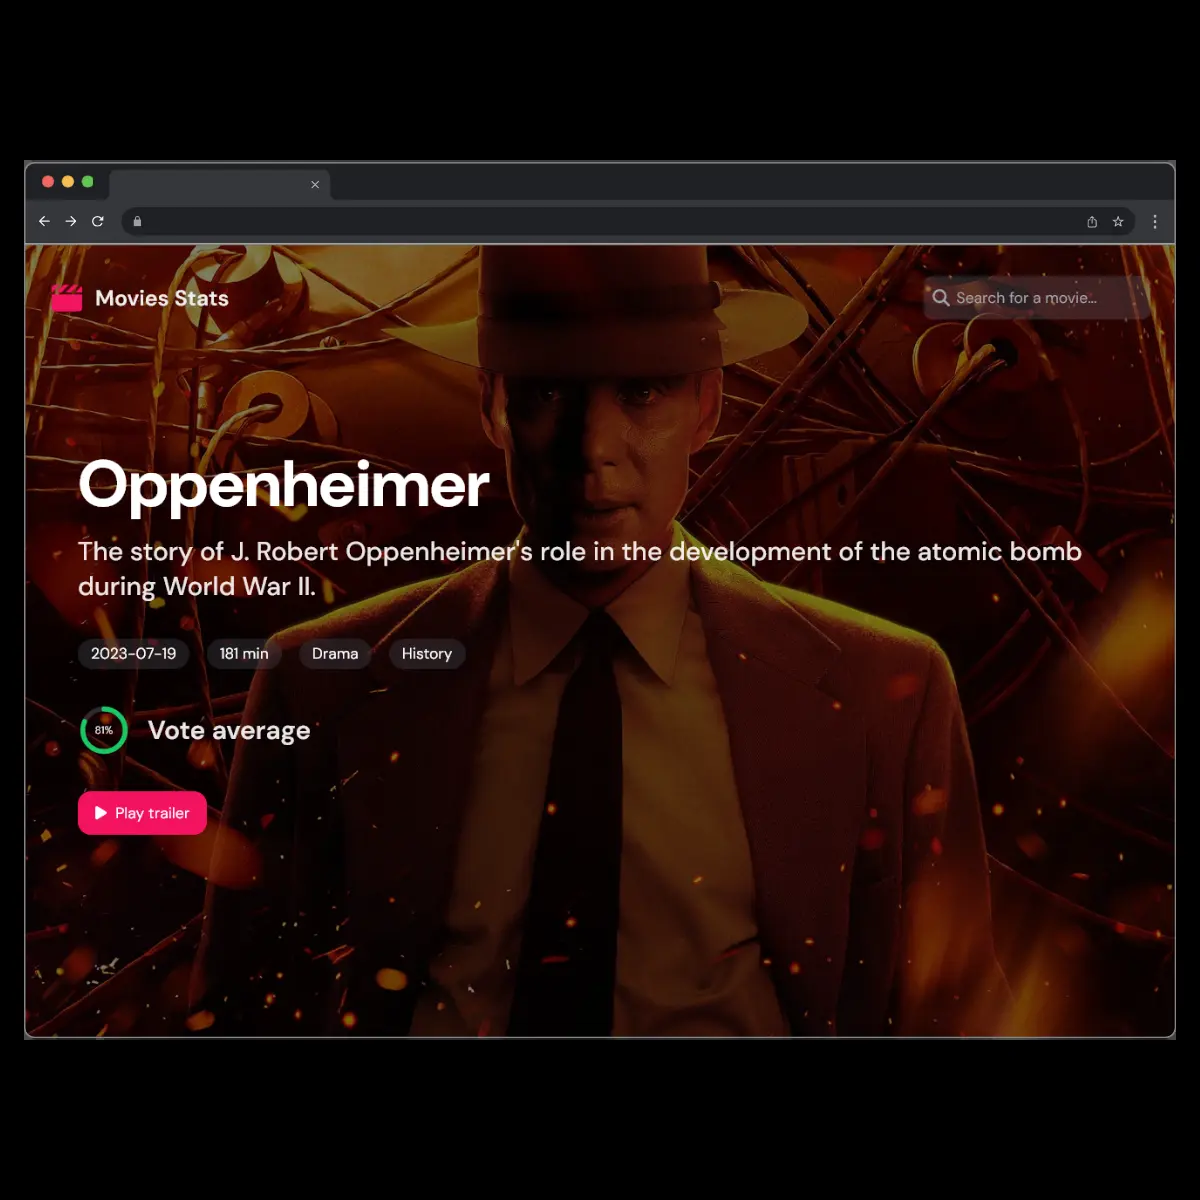 Movies Stats
Search for a movie...
Oppenheimer
The story of J. Robert Oppenheimer's role in the development of the atomic bomb
during World War II.
2023-07-19 181 min Drama History
81% Vote average
Play trailer